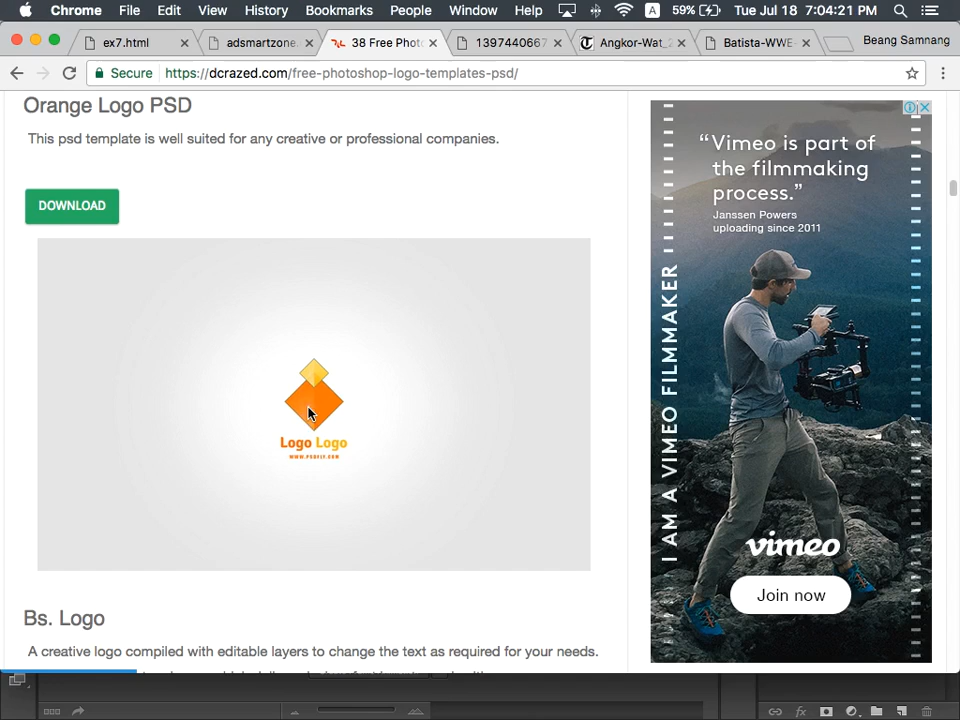 Chrome File Edit View History Bookmarks People Window Help A 59% Tue Jul 18 7:04:21 PM
ex7.html adsmartzone. 38 Free Phot 1397440667 Angkor-Wat_ Batista-WWE- Beang Samnang
Secure https://dcrazed.com/free-photoshop-logo-templates-psd/
Orange Logo PSD
This psd template is well suited for any creative or professional companies.
DOWNLOAD
Logo Logo
WWW.PSDFLY.COM
Bs. Logo
A creative logo compiled with editable layers to change the text as required for your needs.
“Vimeo is part of
the filmmaking
process.”
Janssen Powers
uploading since 2011
I AM A VIMEO FILMMAKER
vimeo
Join now
fx